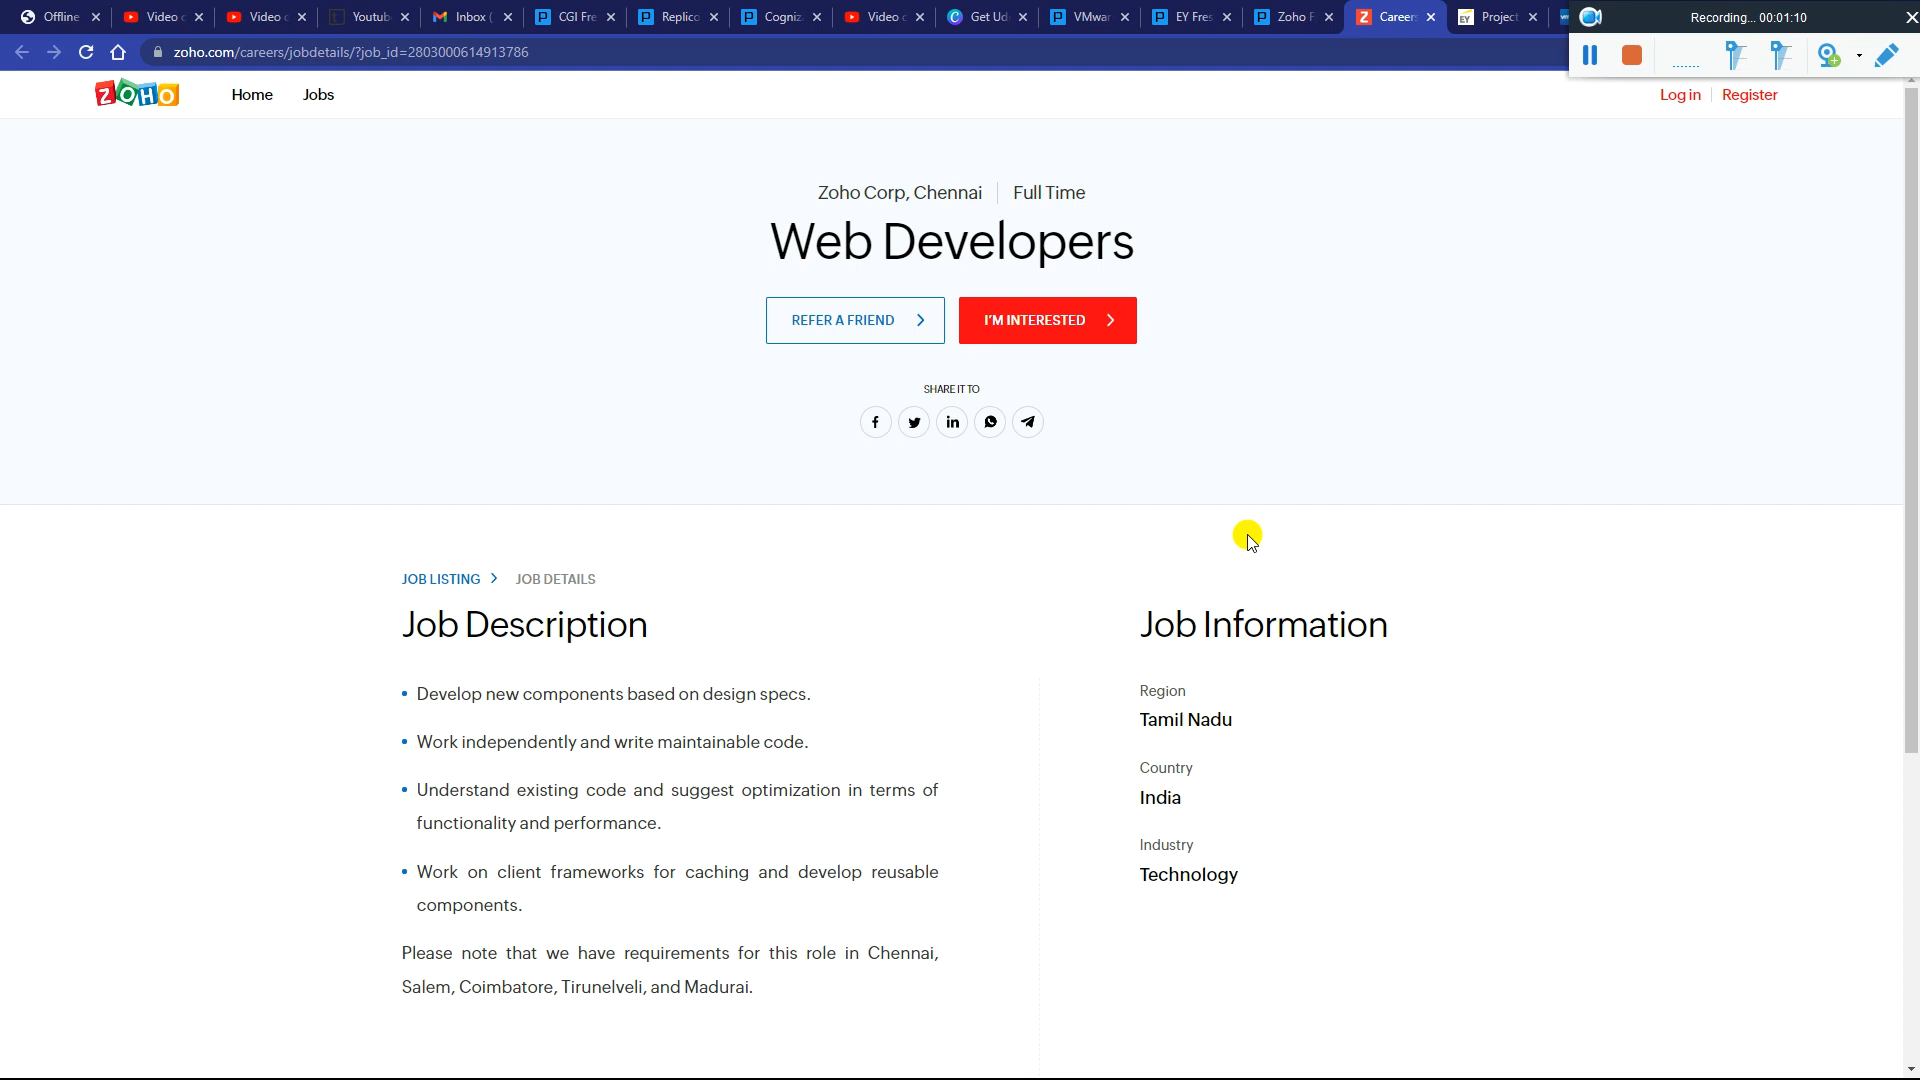 Offline
Video c
Video c
Youtub
Inbox (
CGI Fre
Replico
Cogniz
Video c
Get Ud
VMwar
EY Fres
Zoho F
Career
Project
Recording... 00:01:10
zoho.com/careers/jobdetails/?job_id=2803000614913786
ZOHO
Home
Jobs
Log in
Register
Zoho Corp, Chennai
Full Time
Web Developers
REFER A FRIEND
I'M INTERESTED
SHARE IT TO
JOB LISTING
JOB DETAILS
Job Description
Job Information
• Develop new components based on design specs.
• Work independently and write maintainable code.
• Understand existing code and suggest optimization in terms of
functionality and performance.
• Work on client frameworks for caching and develop reusable
components.
Please note that we have requirements for this role in Chennai,
Salem, Coimbatore, Tirunelveli, and Madurai.
Region
Tamil Nadu
Country
India
Industry
Technology